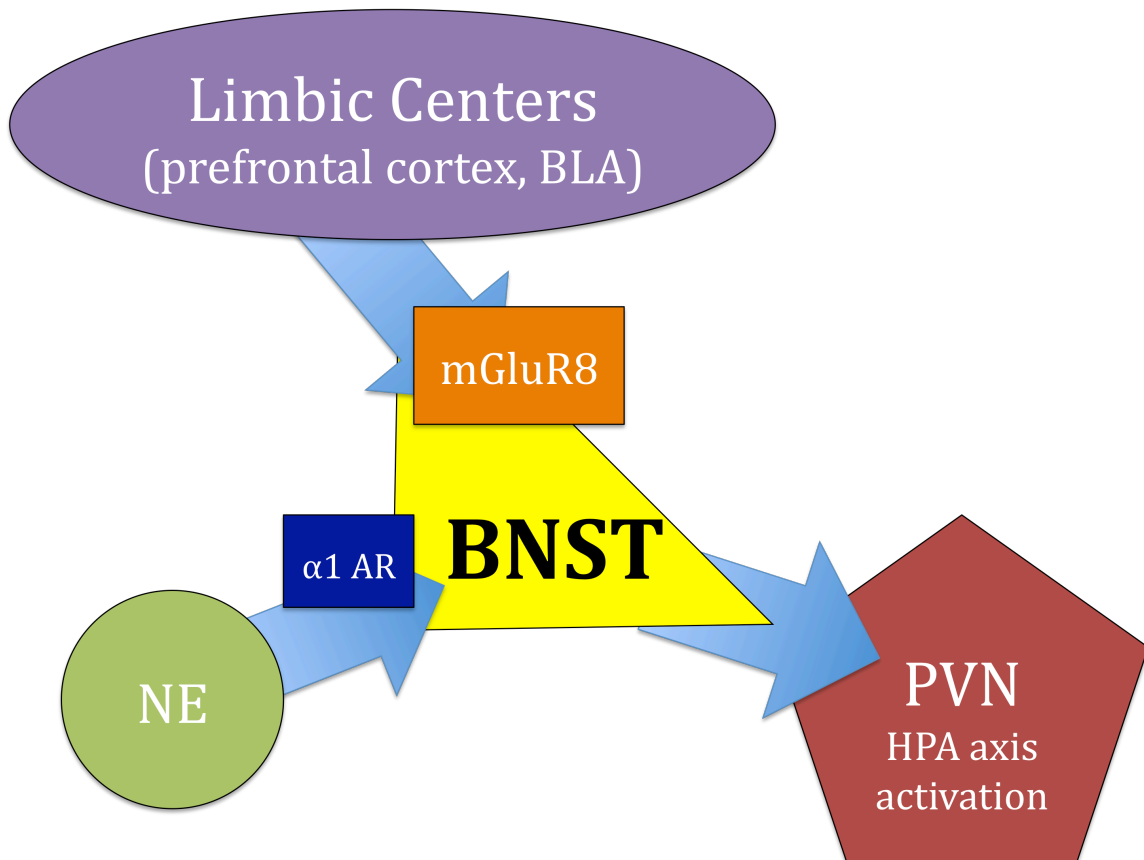 Limbic Centers
(prefrontal cortex, BLA)
mGluR8
BNST
α1 AR
NE
PVN
HPA axis
activation